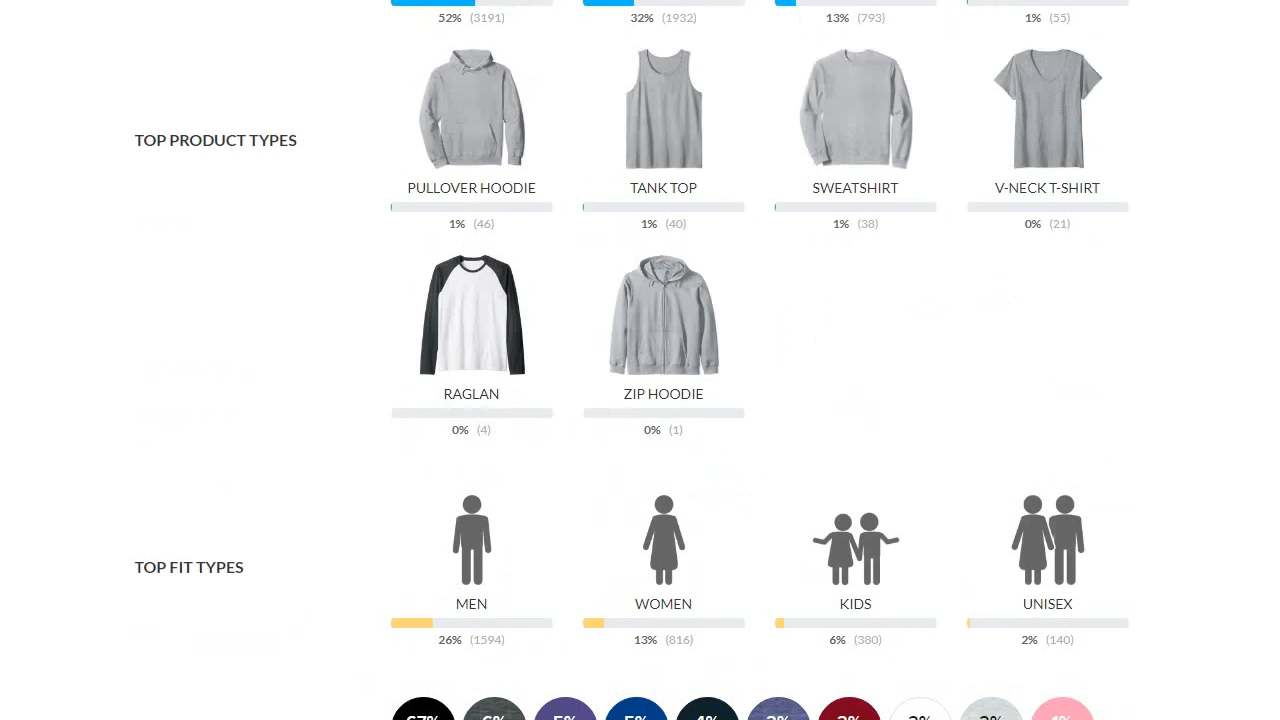 52% (3191) 32% (1932) 13% (793) 1% (55)
TOP PRODUCT TYPES
PULLOVER HOODIE TANK TOP SWEATSHIRT V-NECK T-SHIRT
1% (46) 1% (40) 1% (38) 0% (21)
RAGLAN ZIP HOODIE
0% (4) 0% (1)
TOP FIT TYPES
MEN WOMEN KIDS UNISEX
26% (1594) 13% (816) 6% (380) 2% (140)